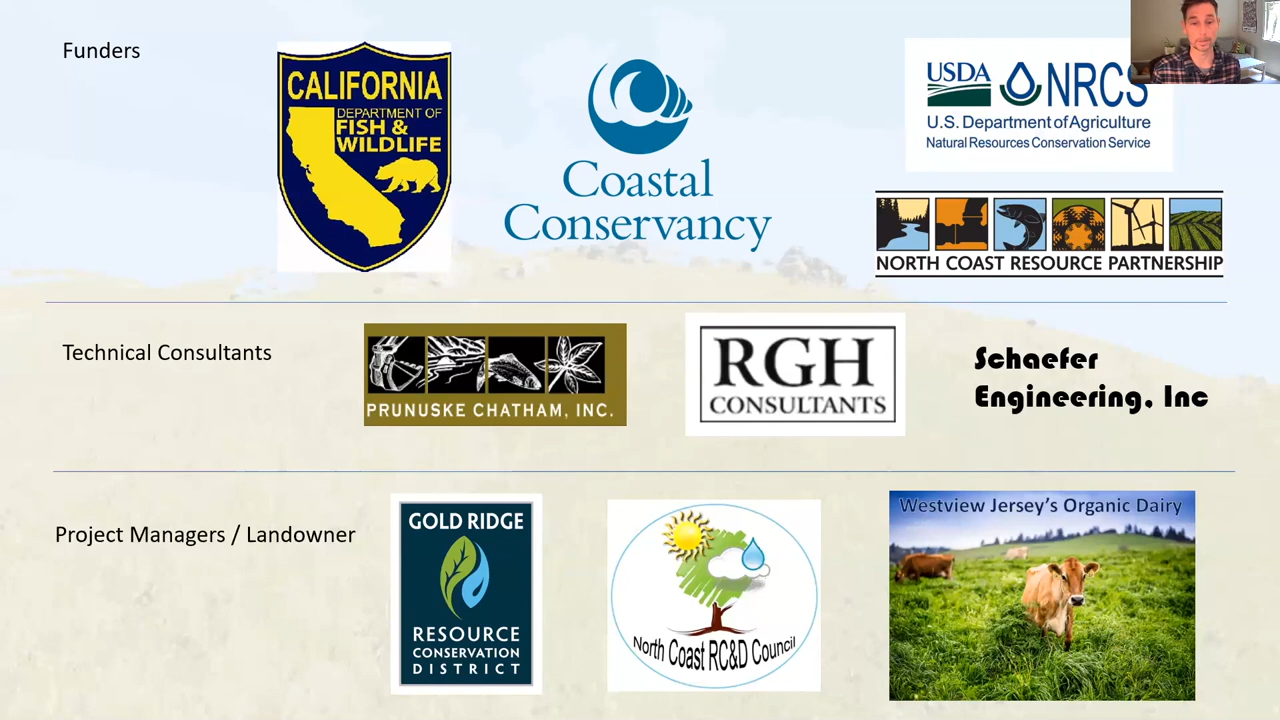 Funders
CALIFORNIA
DEPARTMENT OF
FISH &
WILDLIFE
Coastal
Conservancy
USDA
NRCS
U.S. Department of Agriculture
Natural Resources Conservation Service
NORTH COAST RESOURCE PARTNERSHIP
Technical Consultants
PRUNUSKE CHATHAM, INC.
RGH
CONSULTANTS
Schaefer
Engineering, Inc
Project Managers / Landowner
GOLD RIDGE
RESOURCE
CONSERVATION
DISTRICT
North Coast RC&D Council
Westview Jersey's Organic Dairy